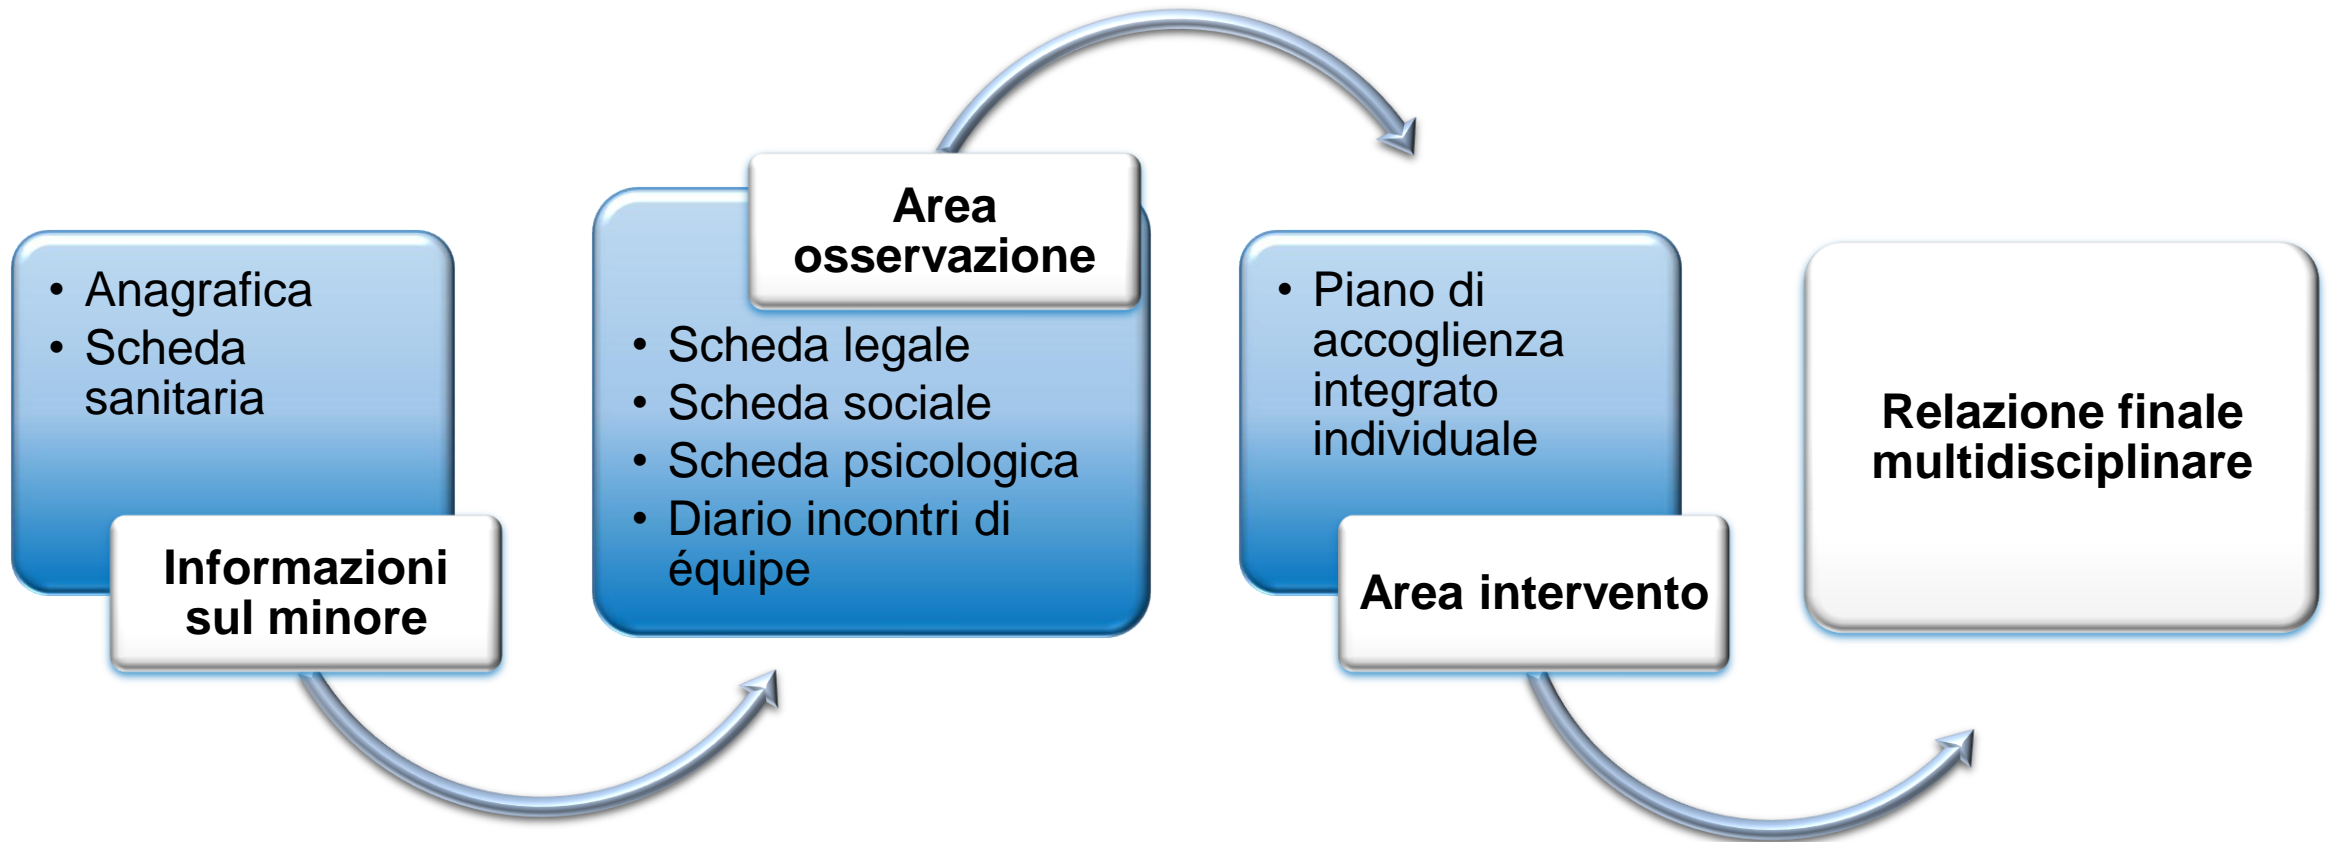 • Anagrafica
• Scheda
sanitaria
Informazioni
sul minore
Area
osservazione
• Scheda legale
• Scheda sociale
• Scheda psicologica
• Diario incontri di
équipe
• Piano di
accoglienza
integrato
individuale
Area intervento
Relazione finale
multidisciplinare